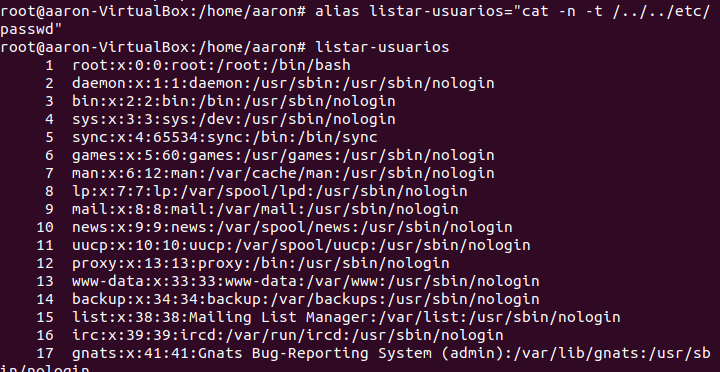 root@aaron-VirtualBox:/home/aaron# alias listar-usuarios="cat -n -t /../../etc/
passwd"
root@aaron-VirtualBox:/home/aaron# listar-usuarios
     1  root:x:0:0:root:/root:/bin/bash
     2  daemon:x:1:1:daemon:/usr/sbin:/usr/sbin/nologin
     3  bin:x:2:2:bin:/bin:/usr/sbin/nologin
     4  sys:x:3:3:sys:/dev:/usr/sbin/nologin
     5  sync:x:4:65534:sync:/bin:/bin/sync
     6  games:x:5:60:games:/usr/games:/usr/sbin/nologin
     7  man:x:6:12:man:/var/cache/man:/usr/sbin/nologin
     8  lp:x:7:7:lp:/var/spool/lpd:/usr/sbin/nologin
     9  mail:x:8:8:mail:/var/mail:/usr/sbin/nologin
    10  news:x:9:9:news:/var/spool/news:/usr/sbin/nologin
    11  uucp:x:10:10:uucp:/var/spool/uucp:/usr/sbin/nologin
    12  proxy:x:13:13:proxy:/bin:/usr/sbin/nologin
    13  www-data:x:33:33:www-data:/var/www:/usr/sbin/nologin
    14  backup:x:34:34:backup:/var/backups:/usr/sbin/nologin
    15  list:x:38:38:Mailing List Manager:/var/list:/usr/sbin/nologin
    16  irc:x:39:39:ircd:/var/run/ircd:/usr/sbin/nologin
    17  gnats:x:41:41:Gnats Bug-Reporting System (admin):/var/lib/gnats:/usr/sb
in/nologin